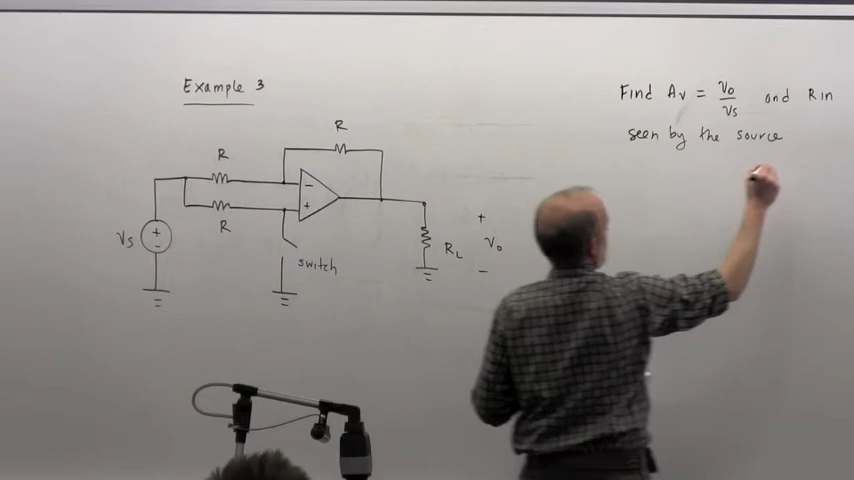 Example 3
Find Av = vo/vs and Rin
seen by the source
R
R
R
−
+
+
−
vs
switch
RL
+
vo
−